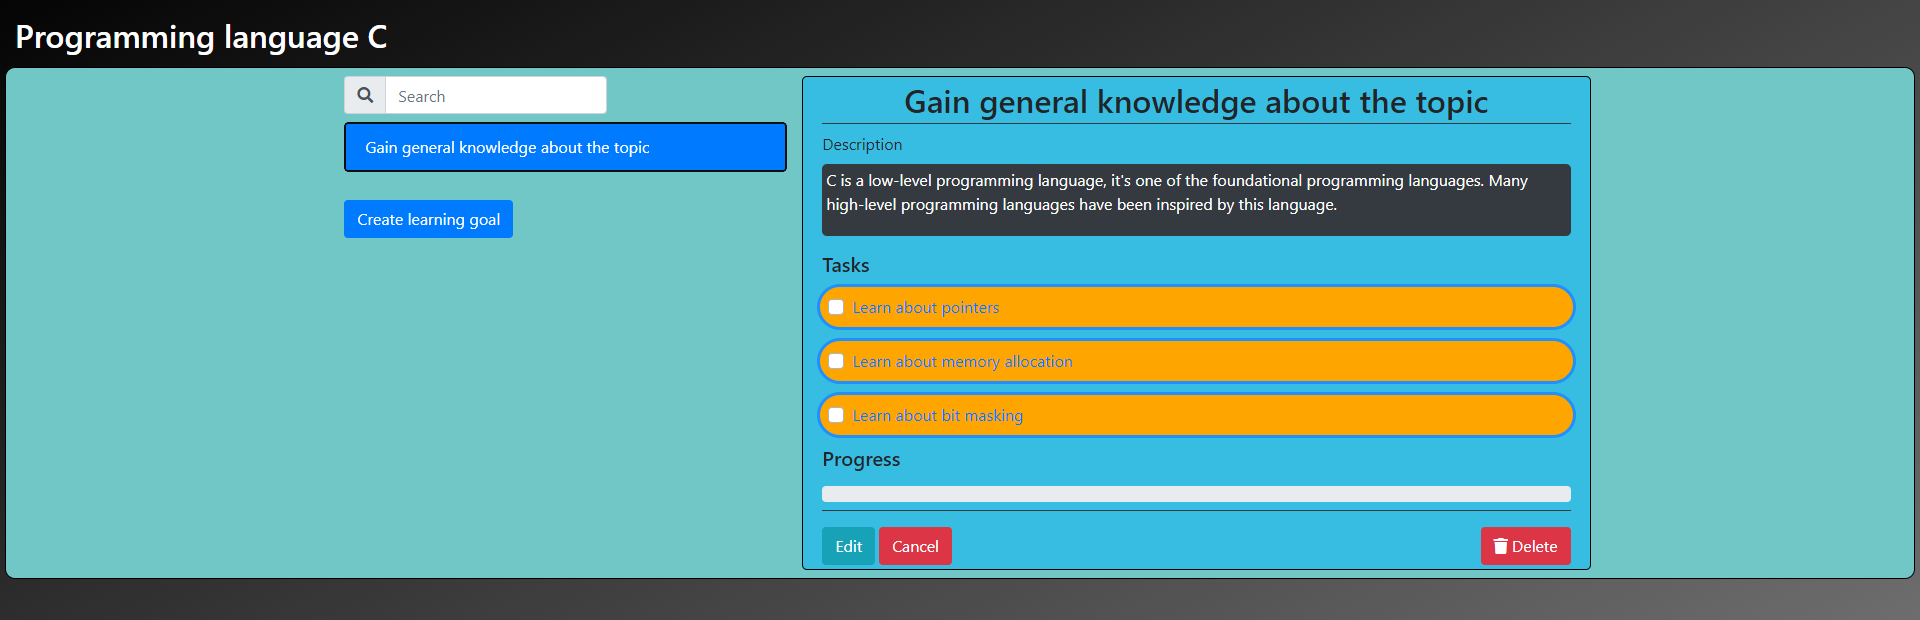 Programming language C
Search
Gain general knowledge about the topic
Create learning goal
Gain general knowledge about the topic
Description
C is a low-level programming language, it's one of the foundational programming languages. Many
high-level programming languages have been inspired by this language.
Tasks
Learn about pointers
Learn about memory allocation
Learn about bit masking
Progress
Edit Cancel Delete